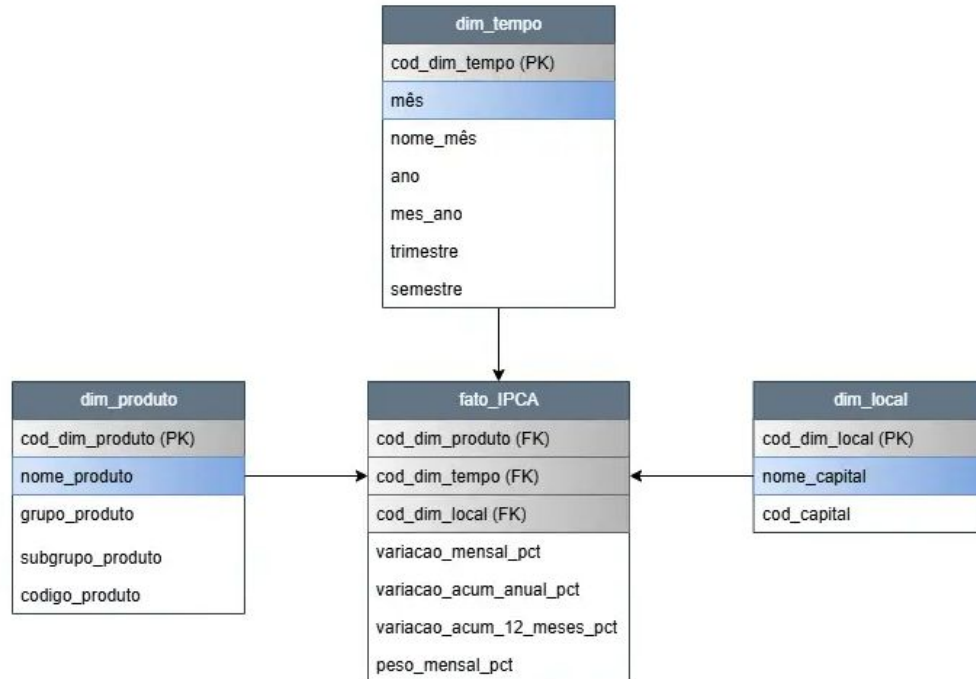 dim_tempo
cod_dim_tempo (PK)
mês
nome_mês
ano
mes_ano
trimestre
semestre
dim_produto
cod_dim_produto (PK)
nome_produto
grupo_produto
subgrupo_produto
codigo_produto
fato_IPCA
cod_dim_produto (FK)
cod_dim_tempo (FK)
cod_dim_local (FK)
variacao_mensal_pct
variacao_acum_anual_pct
variacao_acum_12_meses_pct
peso_mensal_pct
dim_local
cod_dim_local (PK)
nome_capital
cod_capital